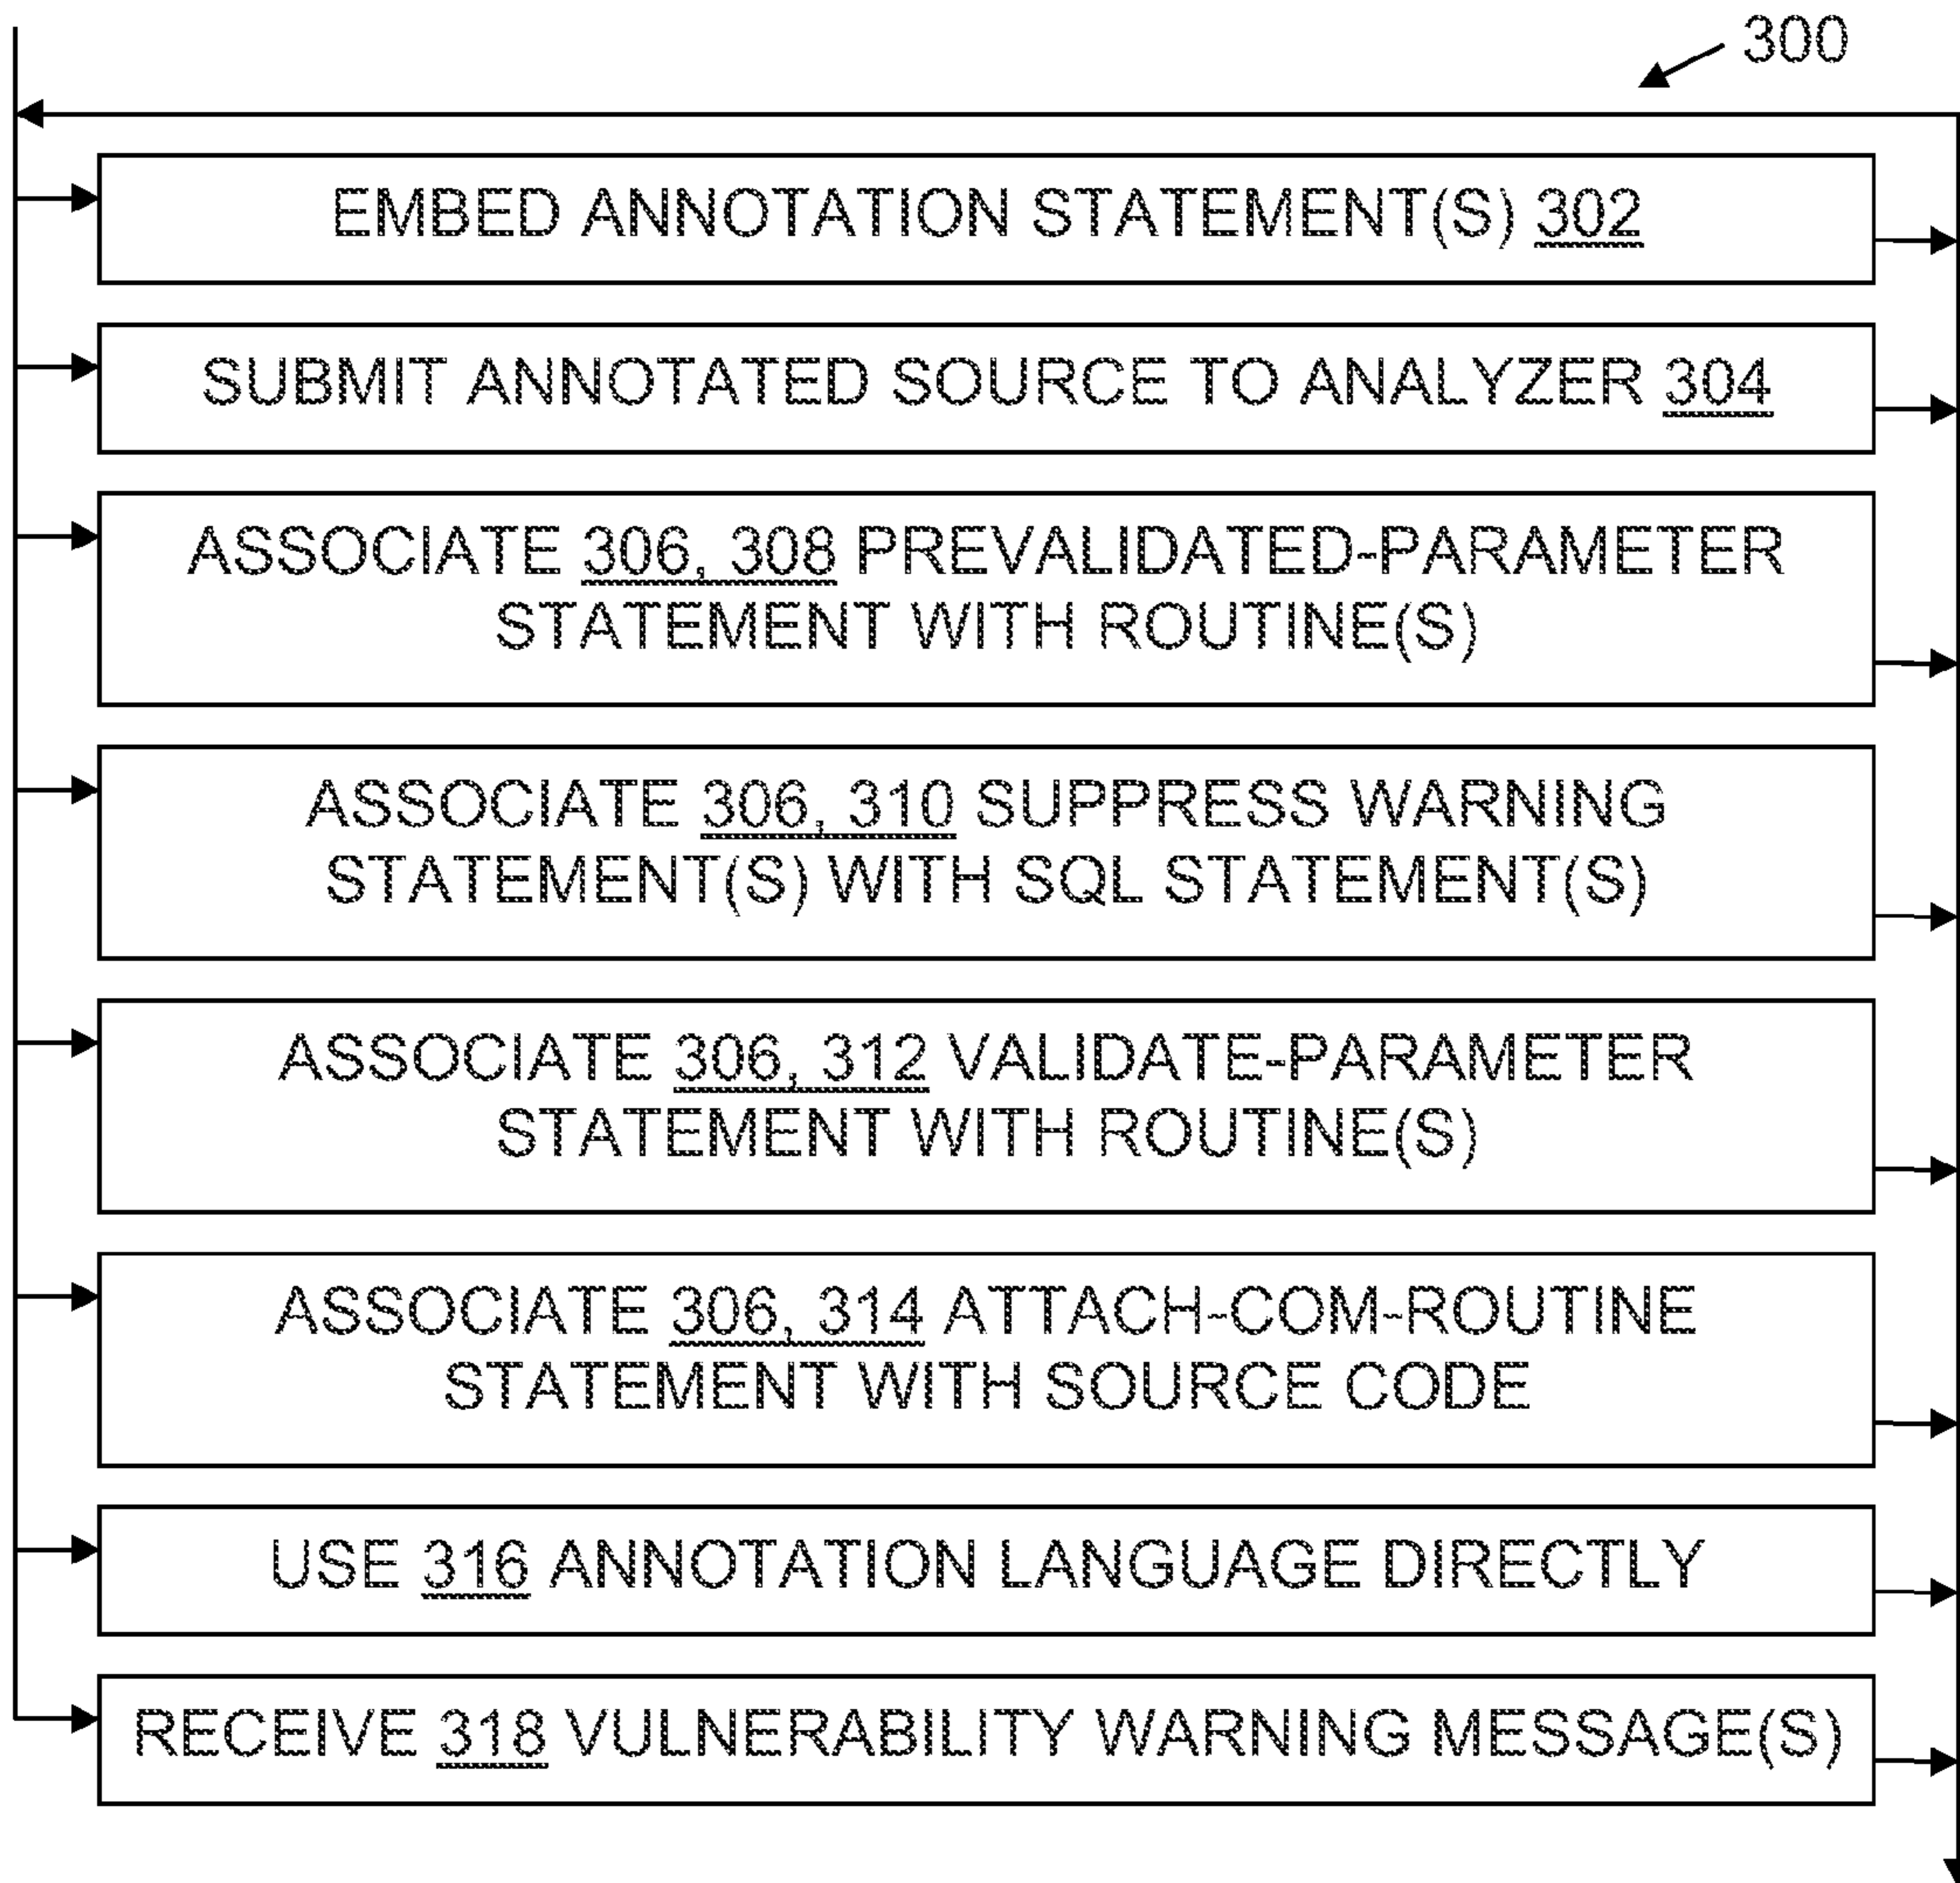 300
EMBED ANNOTATION STATEMENT(S) 302
SUBMIT ANNOTATED SOURCE TO ANALYZER 304
ASSOCIATE 306, 308 PREVALIDATED-PARAMETER
STATEMENT WITH ROUTINE(S)
ASSOCIATE 306, 310 SUPPRESS WARNING
STATEMENT(S) WITH SQL STATEMENT(S)
ASSOCIATE 306, 312 VALIDATE-PARAMETER
STATEMENT WITH ROUTINE(S)
ASSOCIATE 306, 314 ATTACH-COM-ROUTINE
STATEMENT WITH SOURCE CODE
USE 316 ANNOTATION LANGUAGE DIRECTLY
RECEIVE 318 VULNERABILITY WARNING MESSAGE(S)